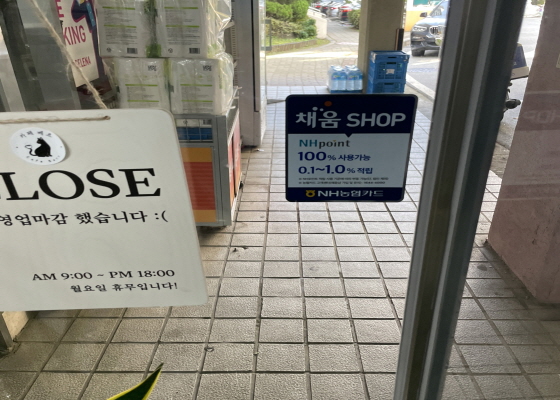 KING
CLOSE
영업마감 했습니다 :(
AM 9:00 ~ PM 18:00
월요일 휴무입니다!
채움 SHOP
NHpoint
100% 사용가능
0.1~1.0% 적립
NH농협카드